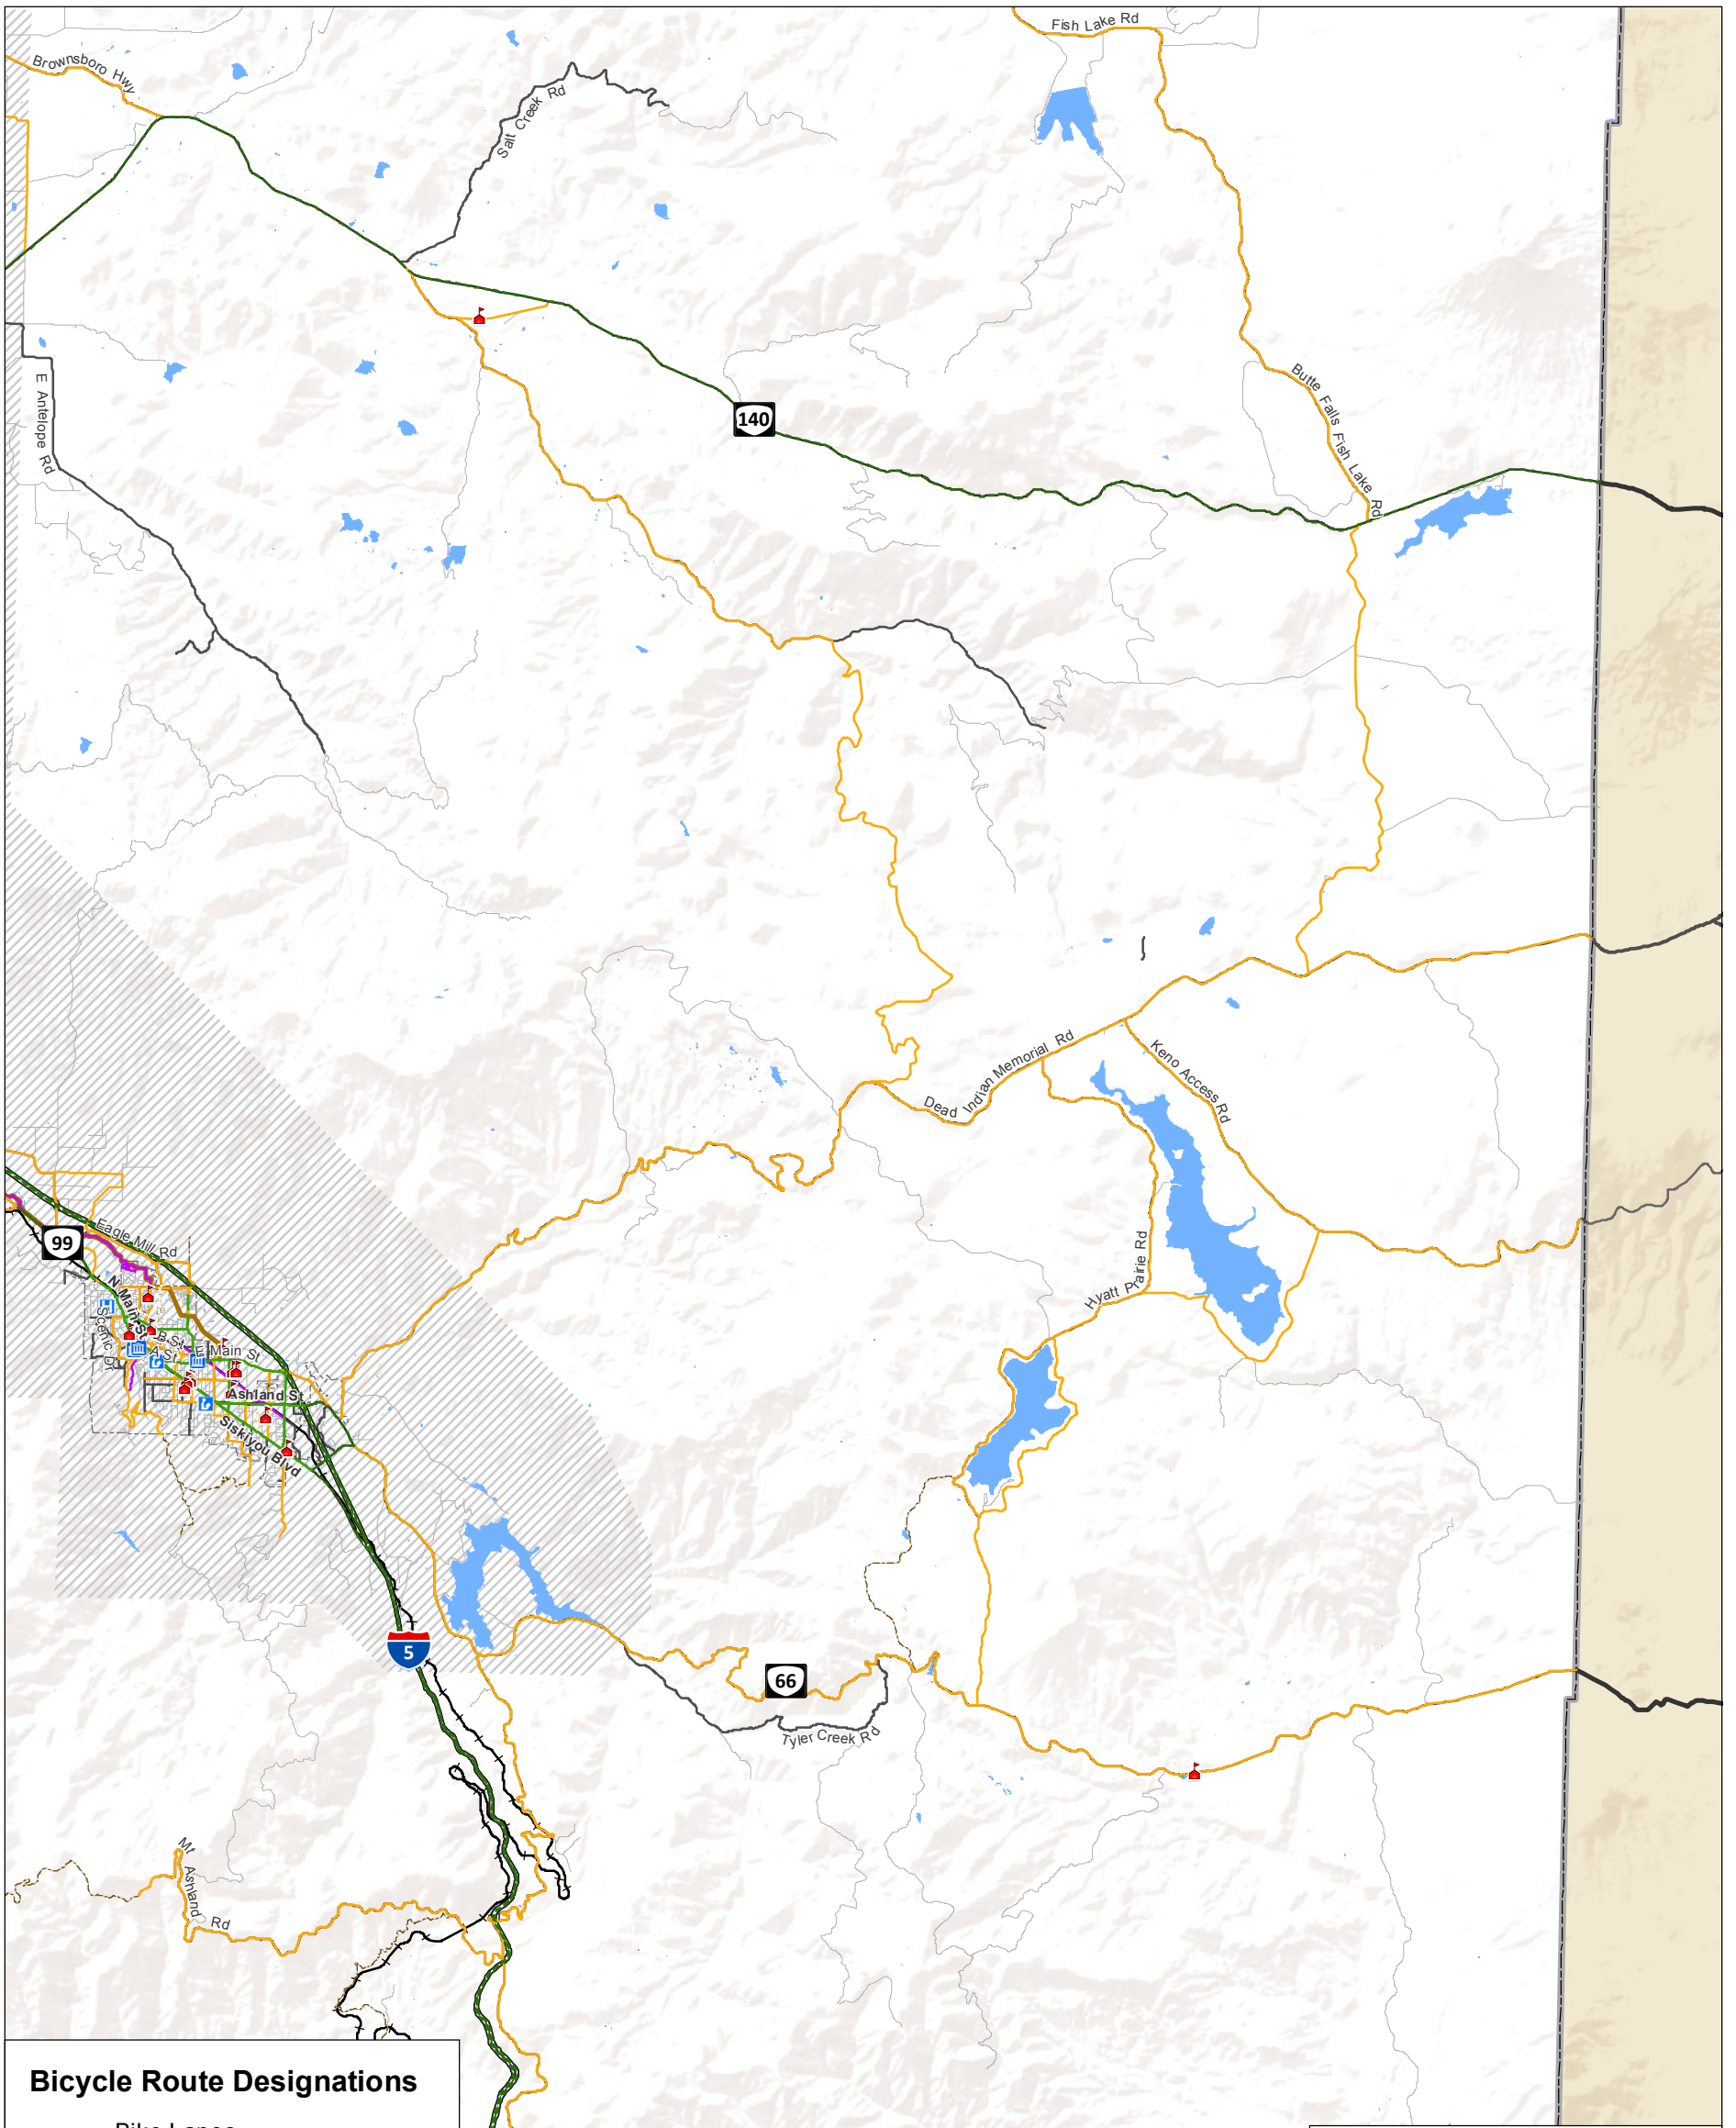 Fish Lake Rd
Brownsboro Hwy
Salt Creek Rd
E Antelope Rd
Butte Falls Fish Lake Rd
140
Dead Indian Memorial Rd
Keno Access Rd
Eagle Mill Rd
99
N Main St
Scenic Dr
B St
A St
E Main St
Hyatt Prairie Rd
Ashland St
Siskiyou Blvd
5
66
Tyler Creek Rd
Mt Ashland Rd
Bicycle Route Designations
Bike Lanes